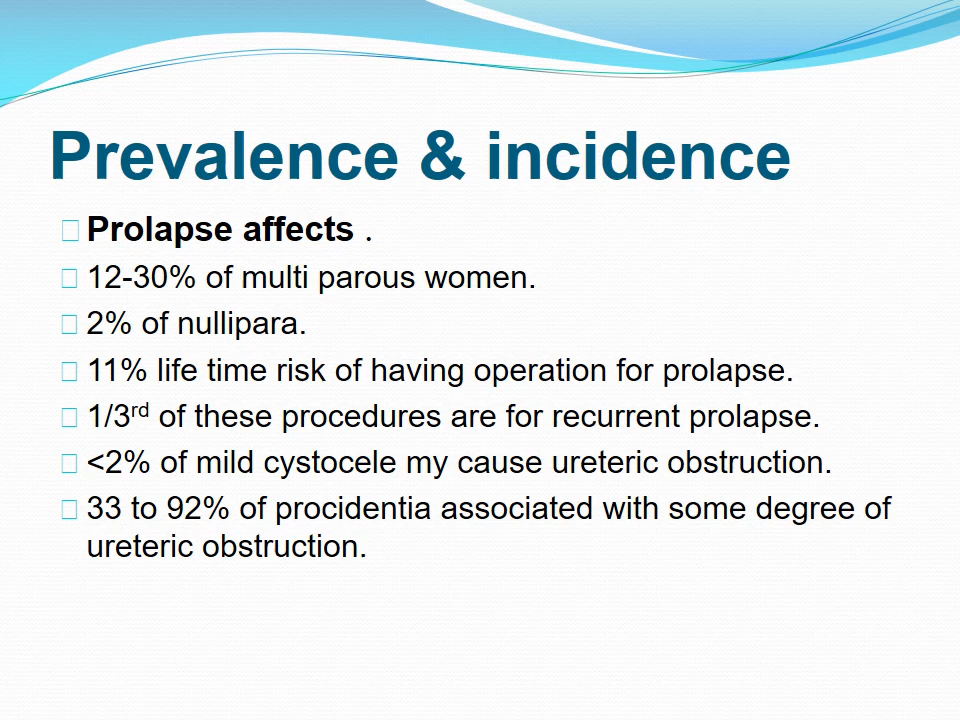 Prevalence & incidence
Prolapse affects .
12-30% of multi parous women.
2% of nullipara.
11% life time risk of having operation for prolapse.
1/3rd of these procedures are for recurrent prolapse.
<2% of mild cystocele my cause ureteric obstruction.
33 to 92% of procidentia associated with some degree of
ureteric obstruction.